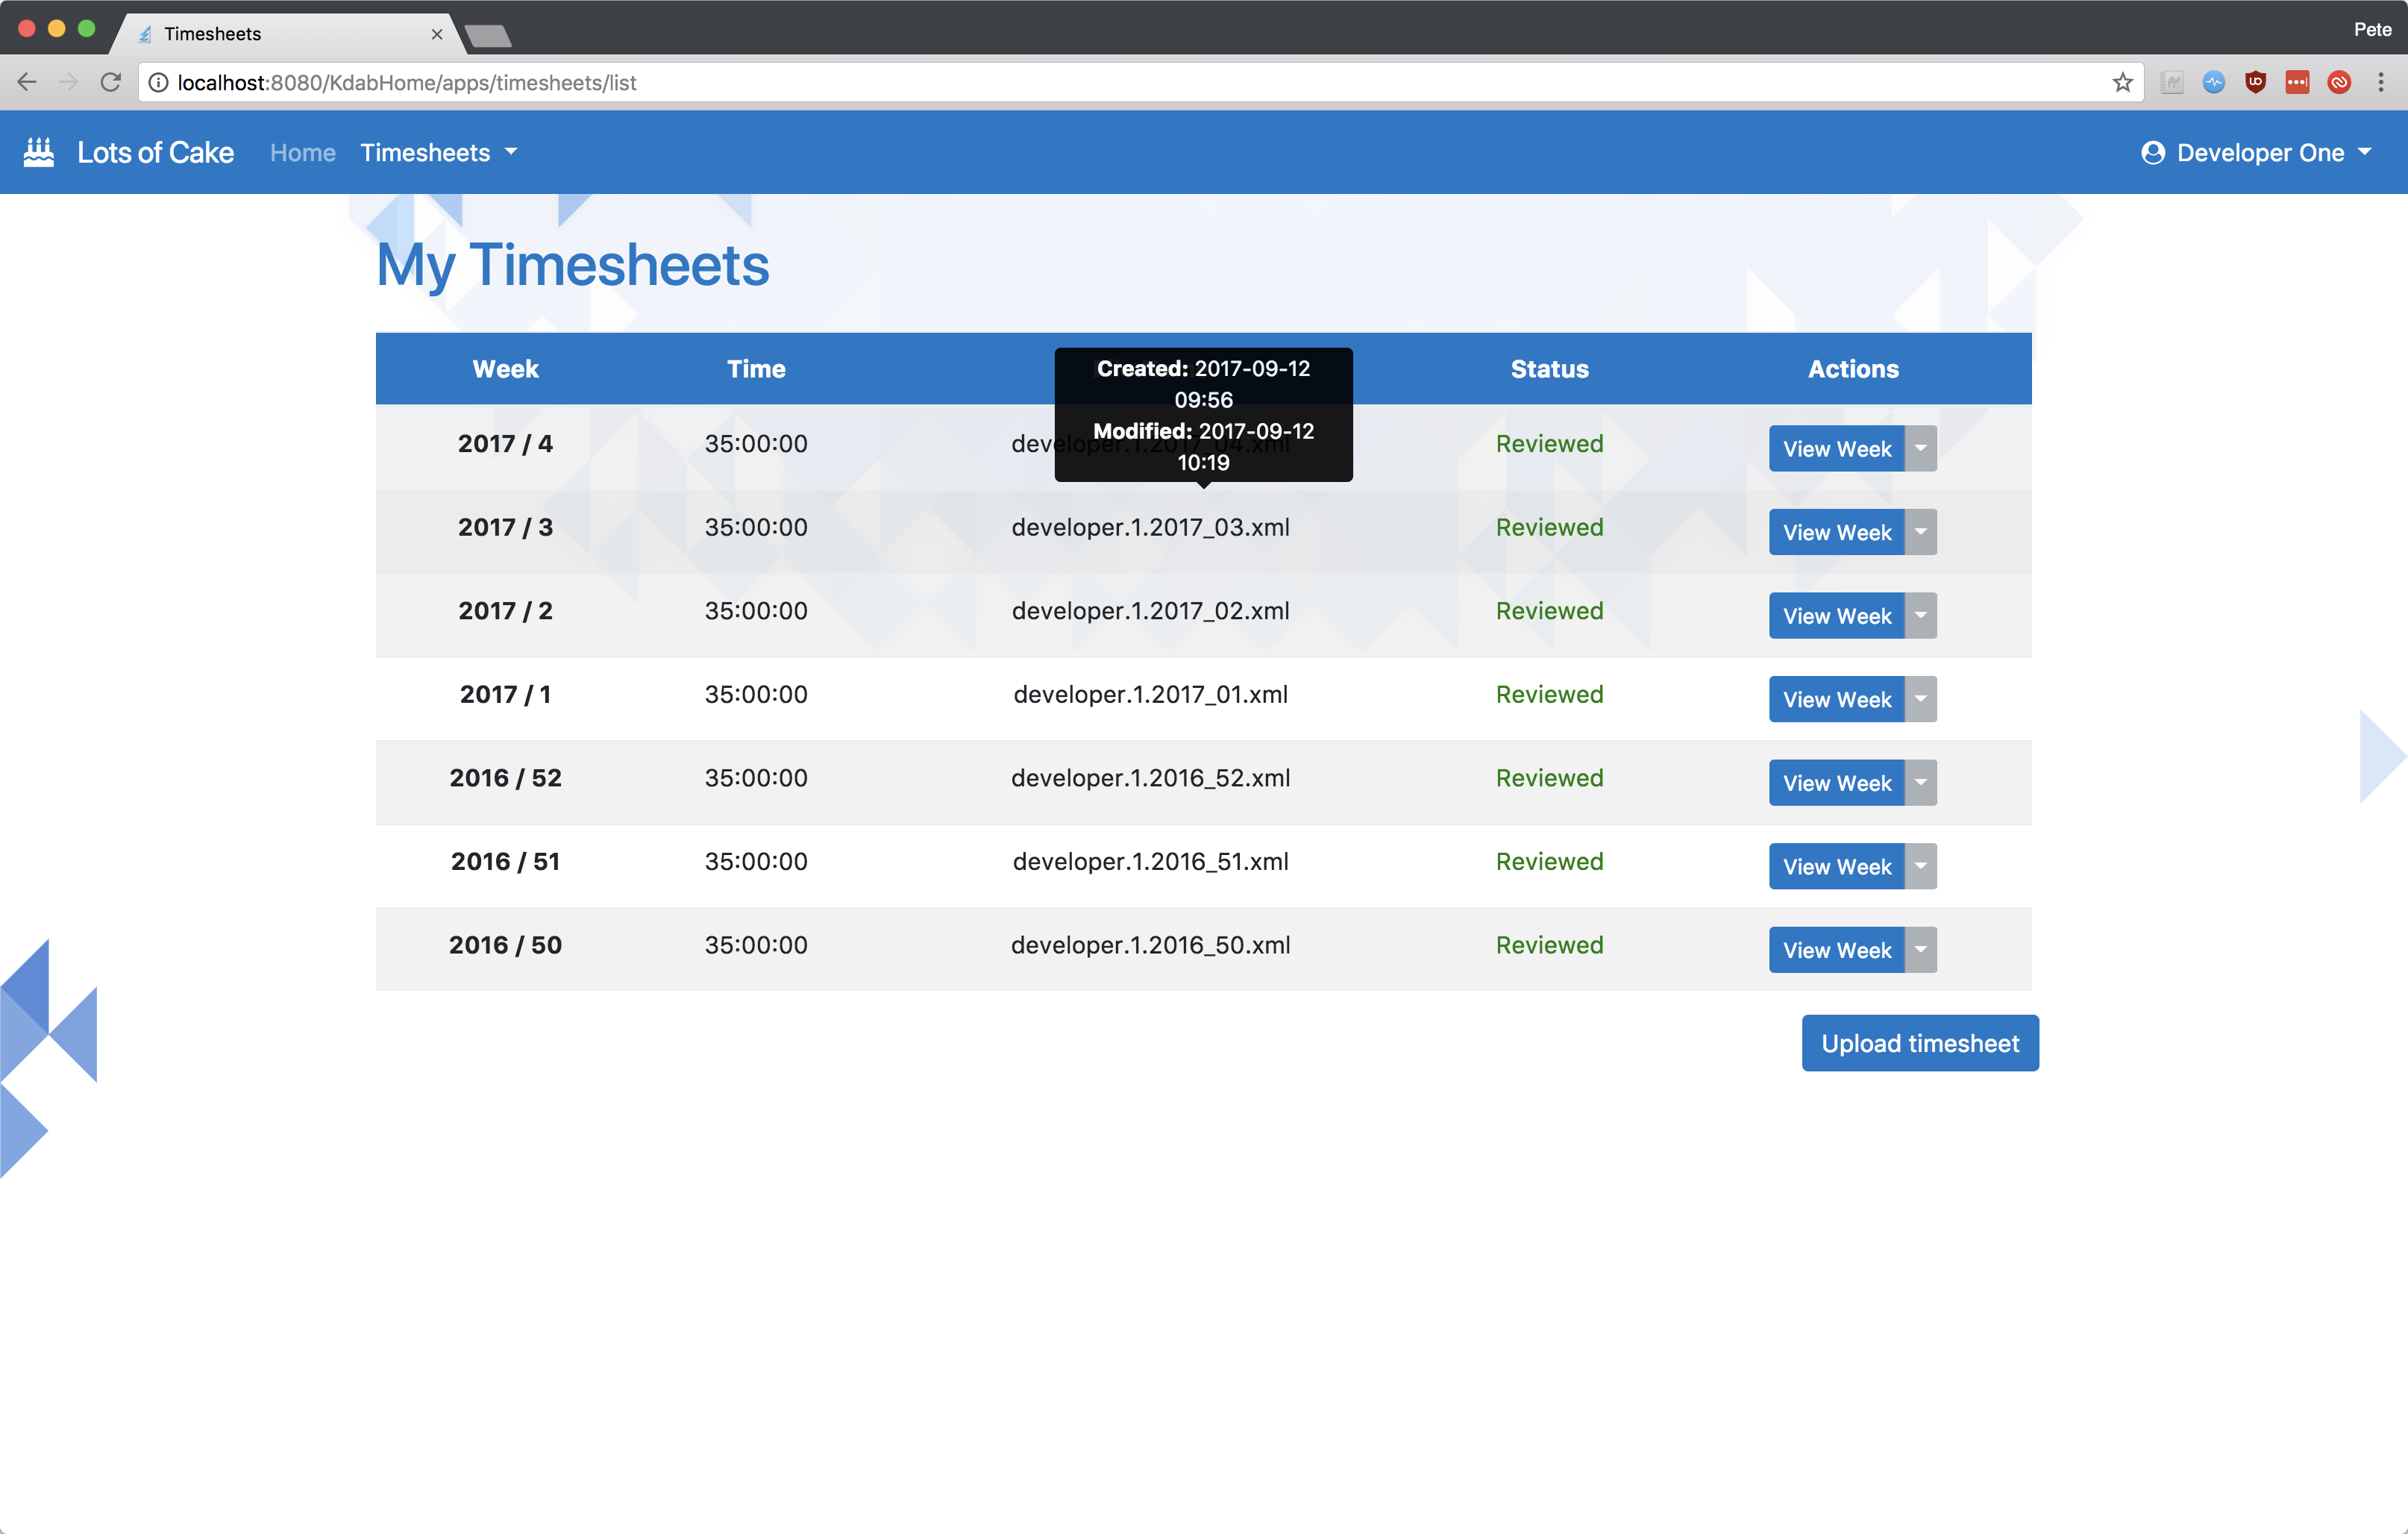 Timesheets
Pete
localhost:8080/KdabHome/apps/timesheets/list
Lots of Cake Home Timesheets Developer One
My Timesheets
Week Time Status Actions
Created: 2017-09-12
09:56
Modified: 2017-09-12
10:19
2017 / 4 35:00:00 developer.1.2017_04.xml Reviewed View Week
2017 / 3 35:00:00 developer.1.2017_03.xml Reviewed View Week
2017 / 2 35:00:00 developer.1.2017_02.xml Reviewed View Week
2017 / 1 35:00:00 developer.1.2017_01.xml Reviewed View Week
2016 / 52 35:00:00 developer.1.2016_52.xml Reviewed View Week
2016 / 51 35:00:00 developer.1.2016_51.xml Reviewed View Week
2016 / 50 35:00:00 developer.1.2016_50.xml Reviewed View Week
Upload timesheet